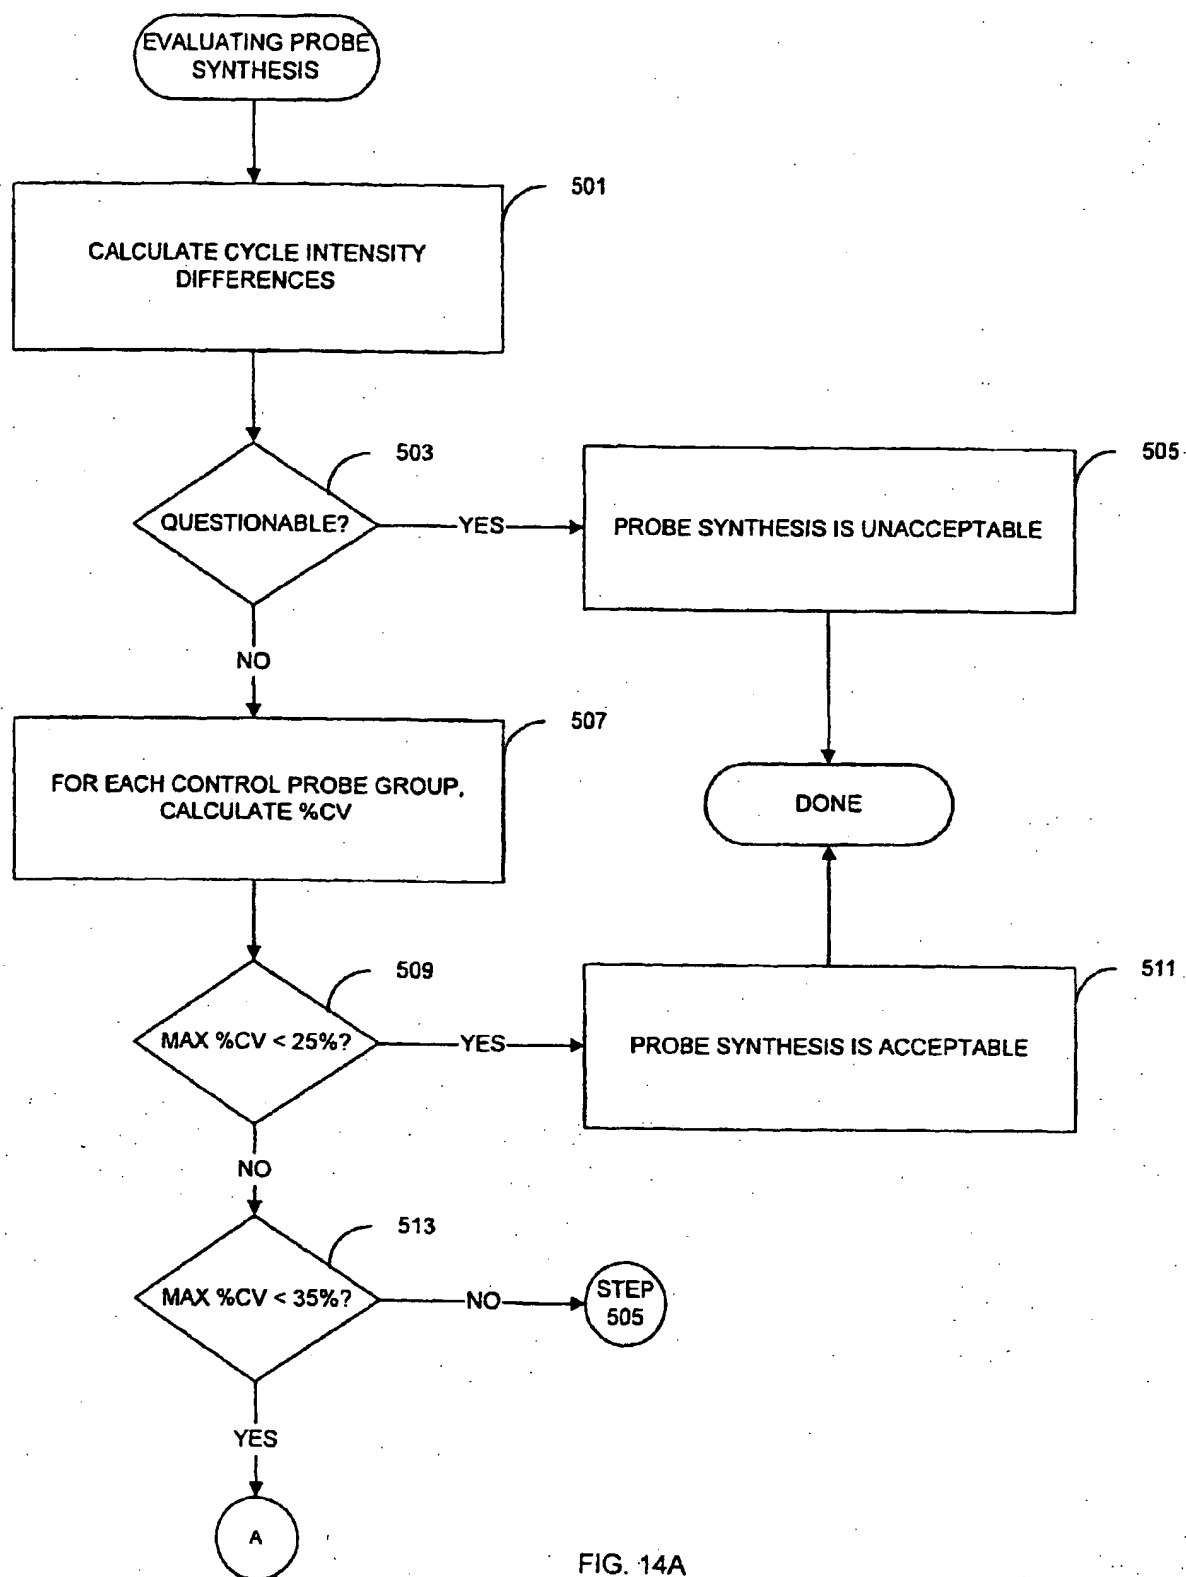 EVALUATING PROBE
SYNTHESIS
501
CALCULATE CYCLE INTENSITY
DIFFERENCES
503
505
QUESTIONABLE?
YES
PROBE SYNTHESIS IS UNACCEPTABLE
NO
507
FOR EACH CONTROL PROBE GROUP,
CALCULATE %CV
DONE
509
511
MAX %CV < 25%?
YES
PROBE SYNTHESIS IS ACCEPTABLE
NO
513
MAX %CV < 35%?
NO
STEP
505
YES
A
FIG. 14A